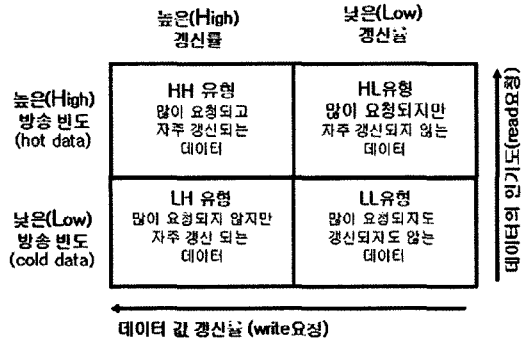 높은(High)
갱신률
낮은(Low)
갱신율
높은(High)
방송 빈도
(hot data)
HH 유형
많이 요청되고
자주 갱신되는
데이터
HL유형
많이 요청되지만
자주 갱신되지 않는
데이터
낮은(Low)
방송 빈도
(cold data)
LH 유형
많이 요청되지 않지만
자주 갱신 되는
데이터
LL유형
많이 요청되지도
갱신되지도 않는
데이터
데이터의 인기도(read요청)
데이터 값 갱신율 (write요청)